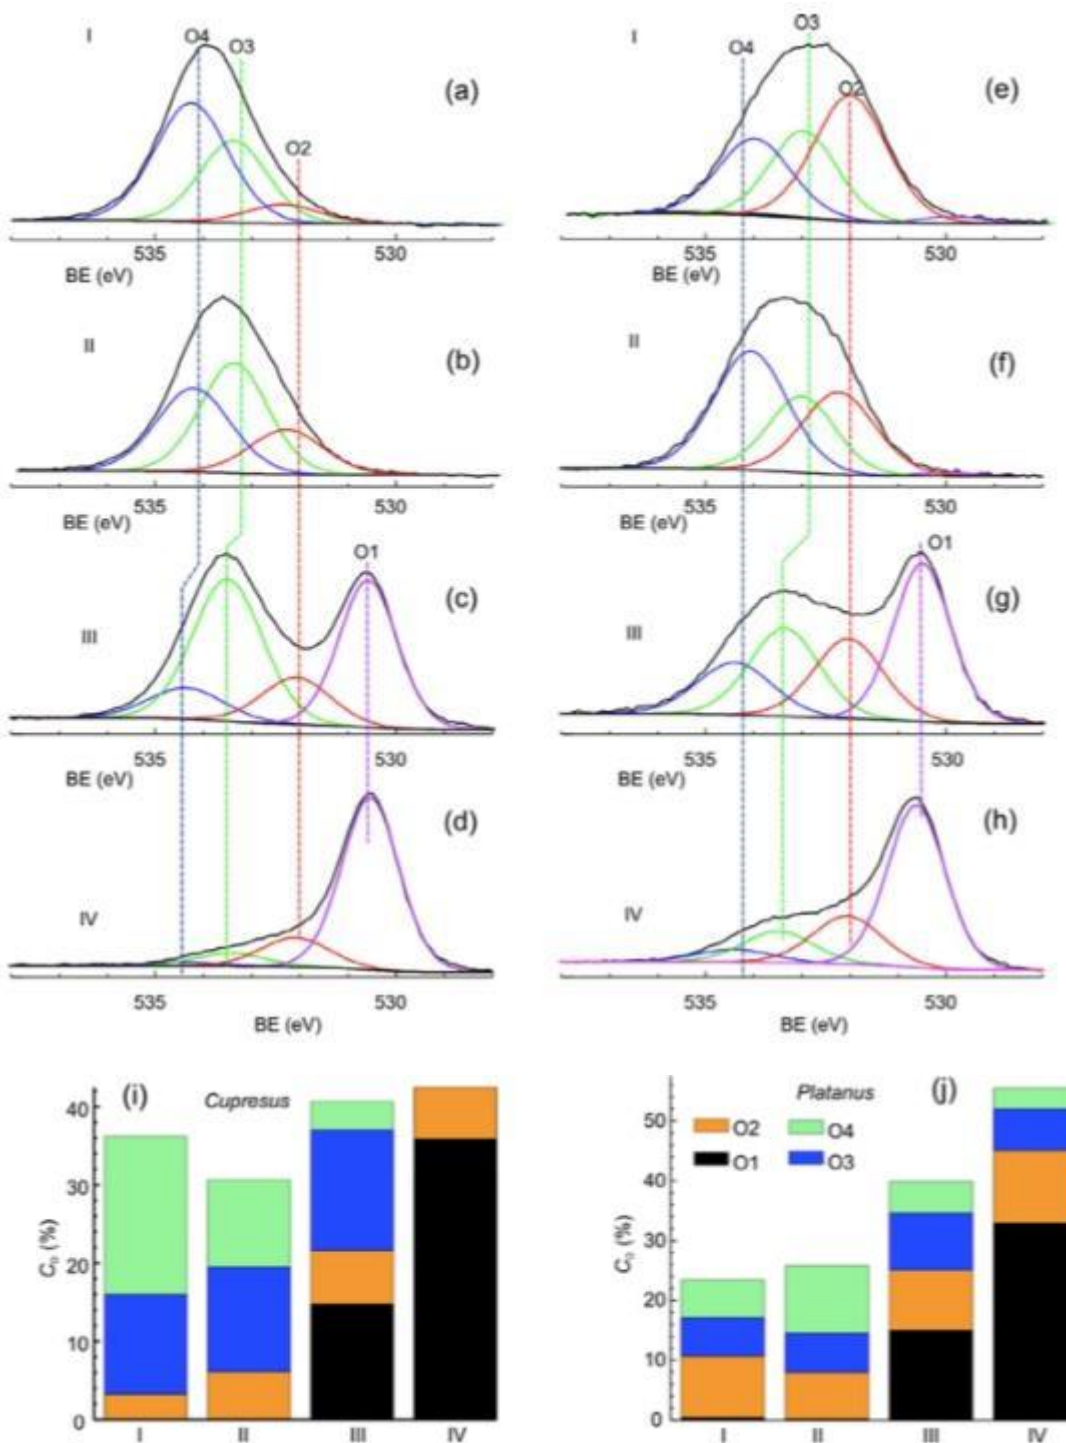 I
O4
O3
O2
(a)
535
530
BE (eV)
I
O4
O3
O2
(e)
535
530
BE (eV)
II
(b)
535
530
BE (eV)
II
(f)
535
530
BE (eV)
III
O1
(c)
535
530
BE (eV)
III
O1
(g)
535
530
BE (eV)
IV
(d)
535
530
BE (eV)
IV
(h)
535
530
BE (eV)
(i)
Cupresus
40
30
20
10
0
C₀ (%)
I
II
III
IV
(j)
Platanus
O2
O4
O1
O3
50
40
30
20
10
0
C₀ (%)
I
II
III
IV